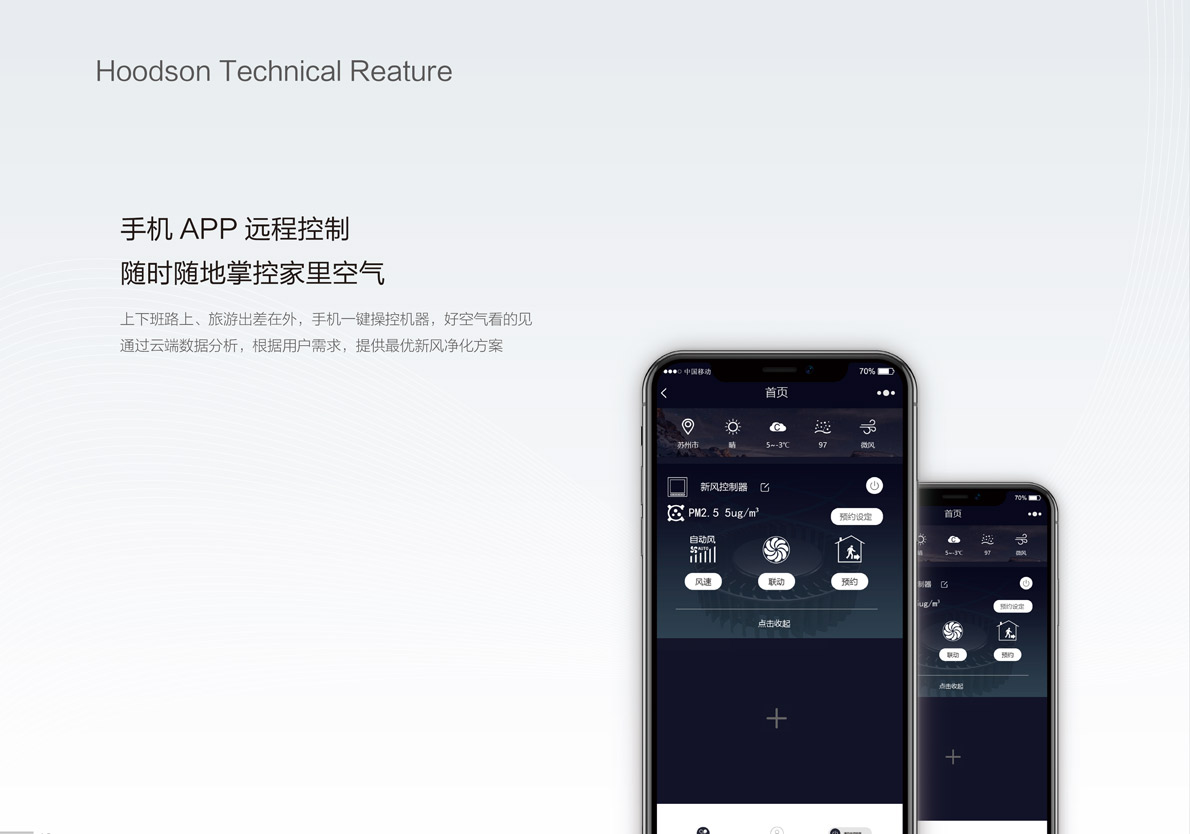 Hoodson Technical Reature
手机 APP 远程控制
随时随地掌控家里空气
上下班路上、旅游出差在外，手机一键操控机器，好空气看的见
通过云端数据分析，根据用户需求，提供最优新风净化方案
中国移动 70%
首页
苏州市 晴 5~-3℃ 97 微风
新风控制器
PM2.5 5ug/m³ 预约设定
自动风
AUTO
风速 联动 预约
点击收起
70%
首页
5~-3℃ 97 微风
制器
ug/m³ 预约设定
联动 预约
点击收起